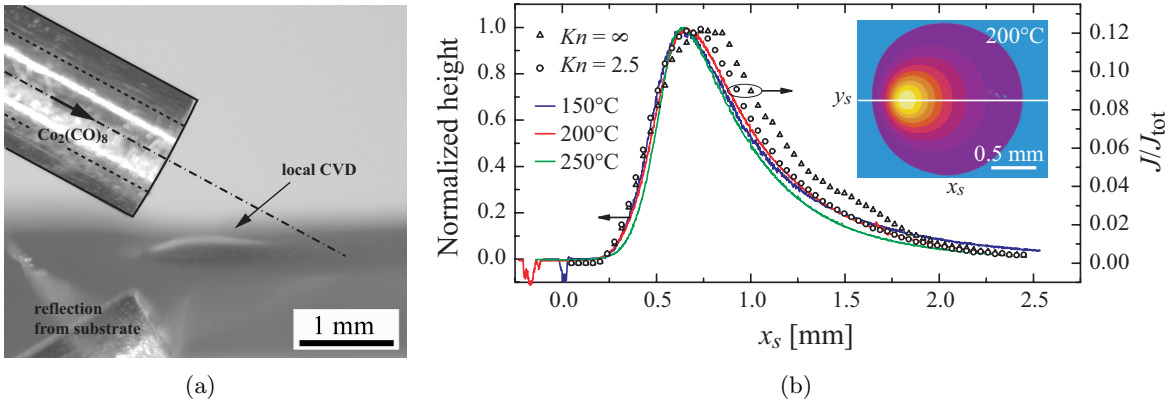 Co₂(CO)₈
local CVD
reflection
from substrate
1 mm
(a)
Normalized height
1.0
0.8
0.6
0.4
0.2
0.0
Kn = ∞
Kn = 2.5
150°C
200°C
250°C
200°C
yₛ
0.5 mm
xₛ
0.12
0.10
0.08
0.06
0.04
0.02
0.00
J/Jtot
0.0 0.5 1.0 1.5 2.0 2.5
xₛ [mm]
(b)